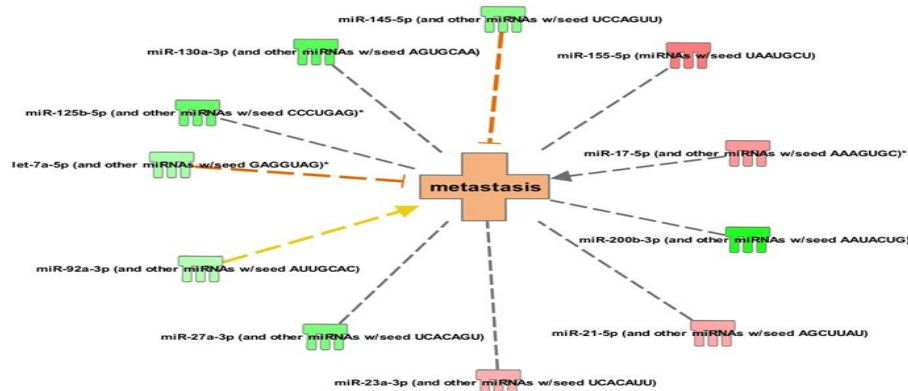 miR-145-5p (and other miRNAs w/seed UCCAGUU)
miR-130a-3p (and other miRNAs w/seed AGUGCAA)
miR-155-5p (miRNAs w/seed UAAUGCU)
miR-125b-5p (and other miRNAs w/seed CCCUGAG)*
miR-17-5p (and other miRNAs w/seed AAAGUGC)*
let-7a-5p (and other miRNAs w/seed GAGGUAG)*
metastasis
miR-200b-3p (and other miRNAs w/seed AAUACUG)
miR-92a-3p (and other miRNAs w/seed AUUGCAC)
miR-27a-3p (and other miRNAs w/seed UCACAGU)
miR-21-5p (and other miRNAs w/seed AGCUUAU)
miR-23a-3p (and other miRNAs w/seed UCACAUU)